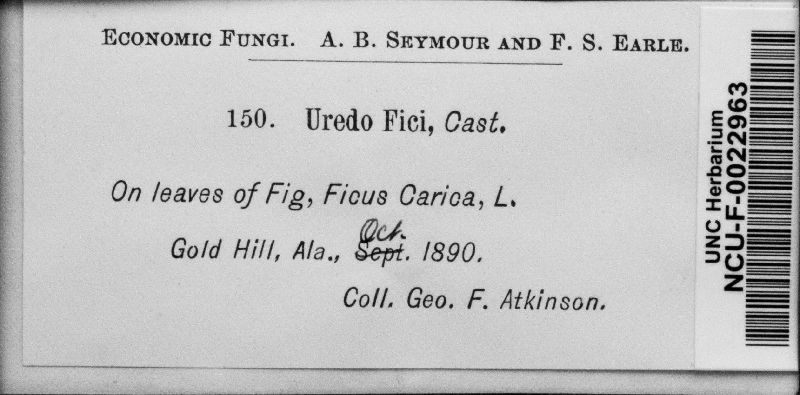 Economic Fungi. A. B. Seymour and F. S. Earle.
150. Uredo Fici, Cast.
On leaves of Fig, Ficus Carica, L.
Oct.
Gold Hill, Ala., Sept. 1890.
Coll. Geo. F. Atkinson.
UNC Herbarium
NCU-F-0022963